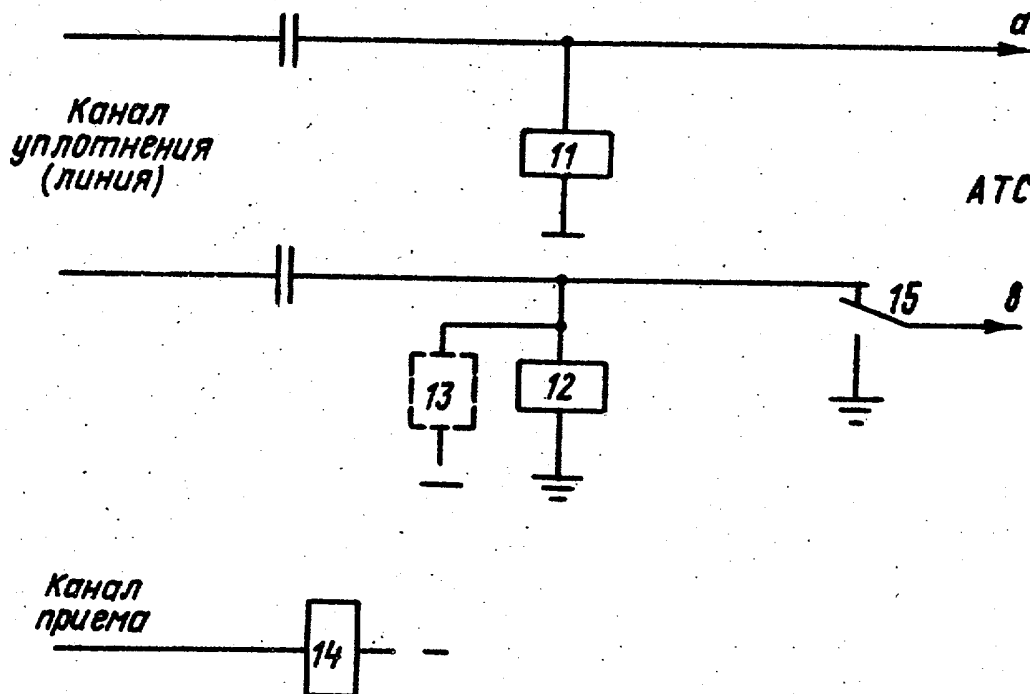 а
Канал
уплотнения
(линия)
11
АТС
15
в
13
12
Канал
приема
14